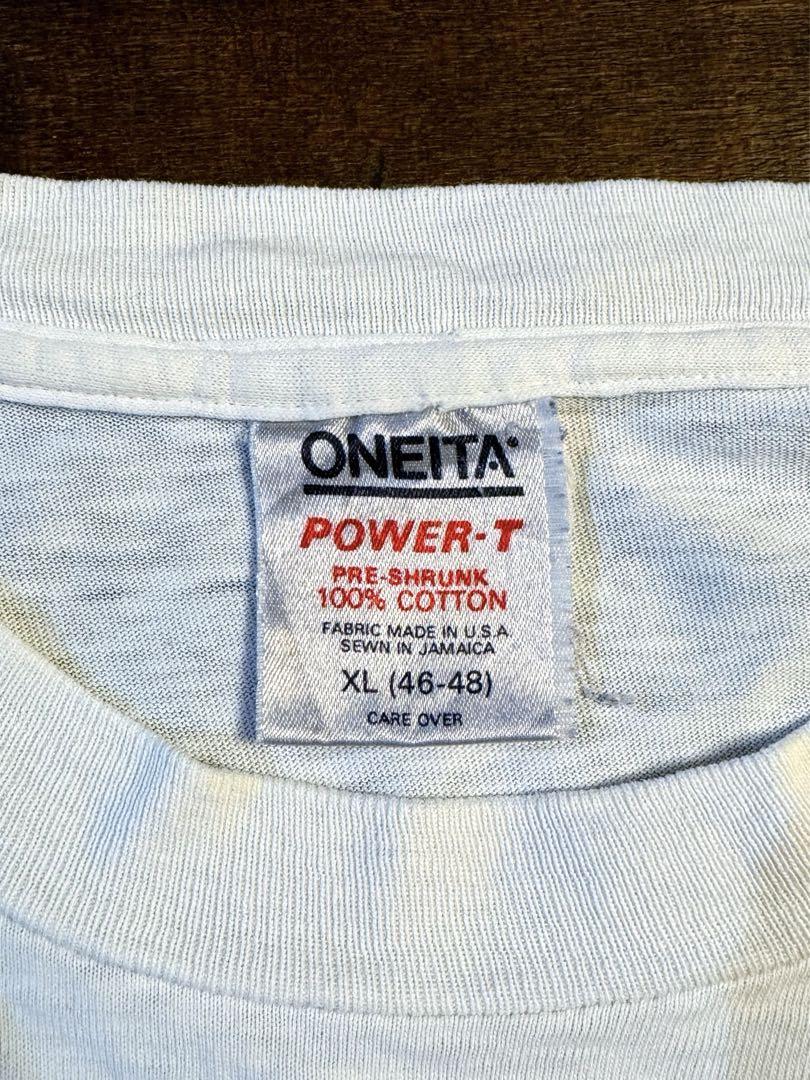 ONEITA
POWER-T
PRE-SHRUNK
100% COTTON
FABRIC MADE IN U.S.A
SEWN IN JAMAICA
XL (46-48)
CARE OVER